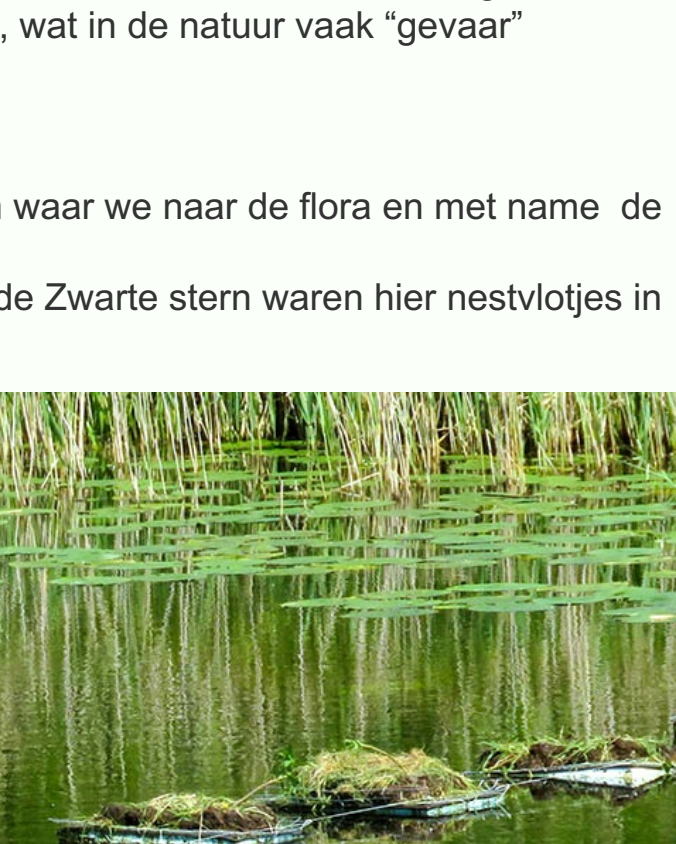 , wat in de natuur vaak “gevaar”
waar we naar de flora en met name  de
de Zwarte stern waren hier nestvlotjes in